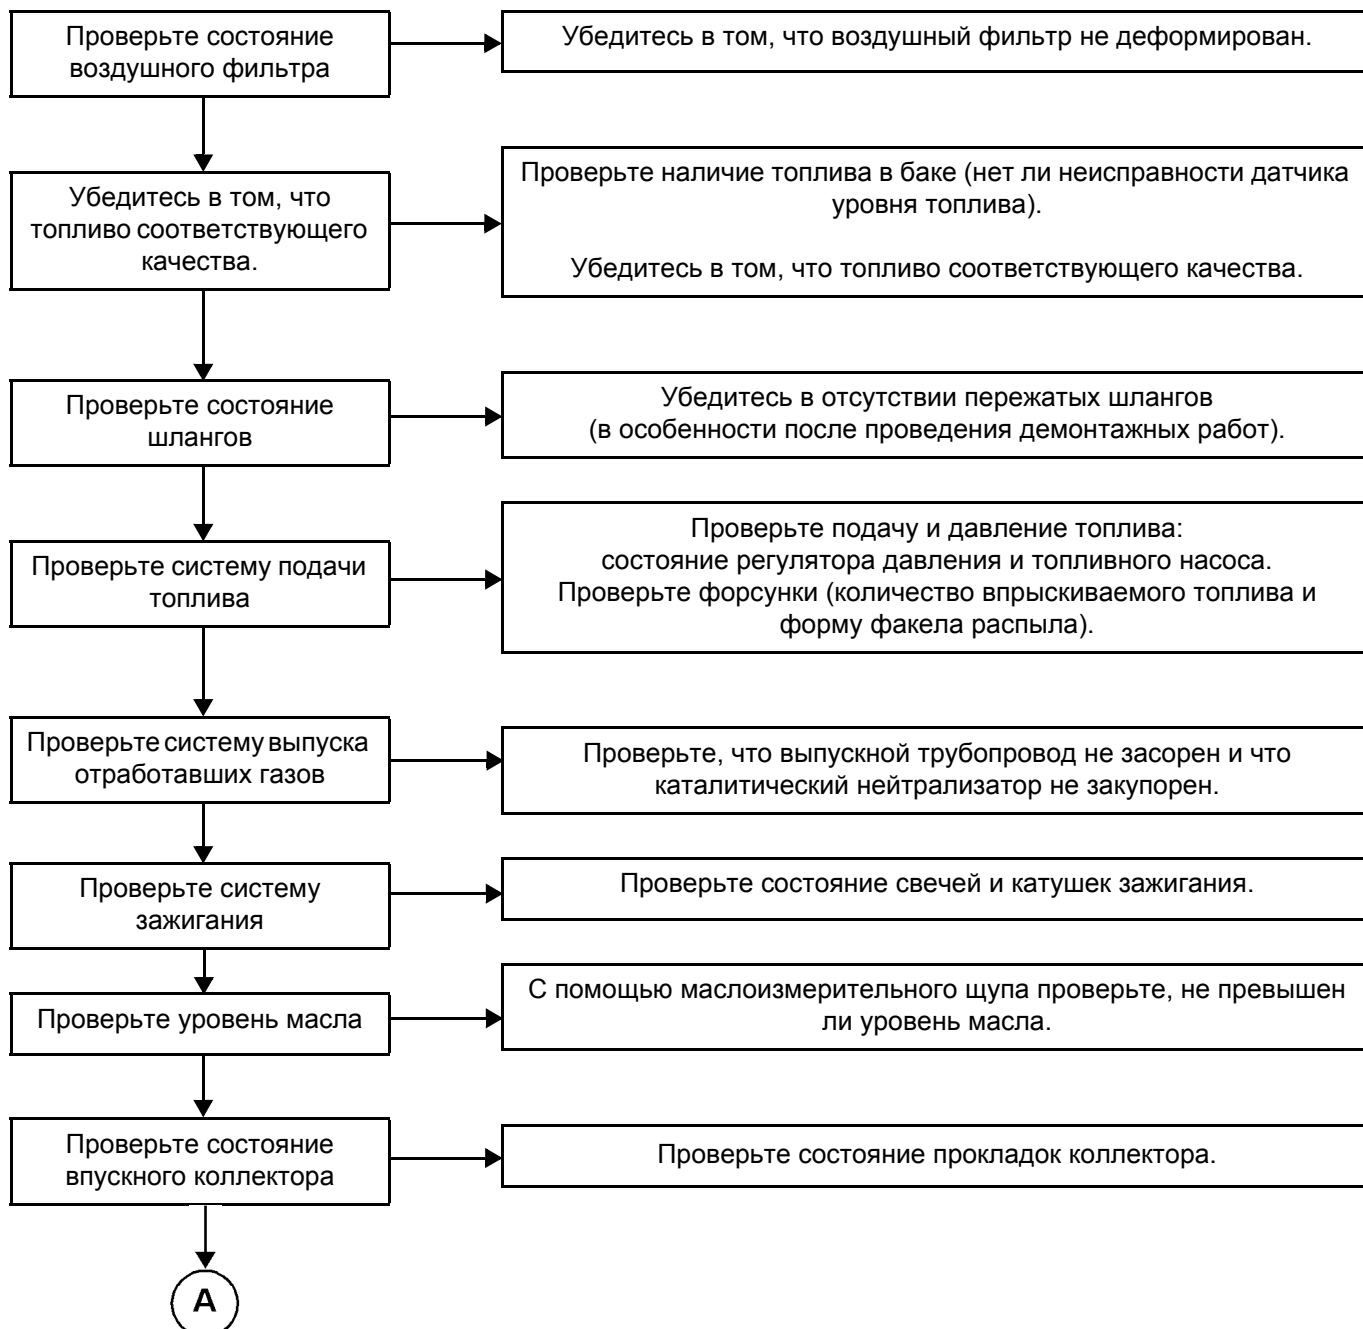 Проверьте состояние
воздушного фильтра
Убедитесь в том, что воздушный фильтр не деформирован.
Убедитесь в том, что
топливо соответствующего
качества.
Проверьте наличие топлива в баке (нет ли неисправности датчика
уровня топлива).
Убедитесь в том, что топливо соответствующего качества.
Проверьте состояние
шлангов
Убедитесь в отсутствии пережатых шлангов
(в особенности после проведения демонтажных работ).
Проверьте систему подачи
топлива
Проверьте подачу и давление топлива:
состояние регулятора давления и топливного насоса.
Проверьте форсунки (количество впрыскиваемого топлива и
форму факела распыла).
Проверьте систему выпуска
отработавших газов
Проверьте, что выпускной трубопровод не засорен и что
каталитический нейтрализатор не закупорен.
Проверьте систему
зажигания
Проверьте состояние свечей и катушек зажигания.
Проверьте уровень масла
С помощью маслоизмерительного щупа проверьте, не превышен
ли уровень масла.
Проверьте состояние
впускного коллектора
Проверьте состояние прокладок коллектора.
A